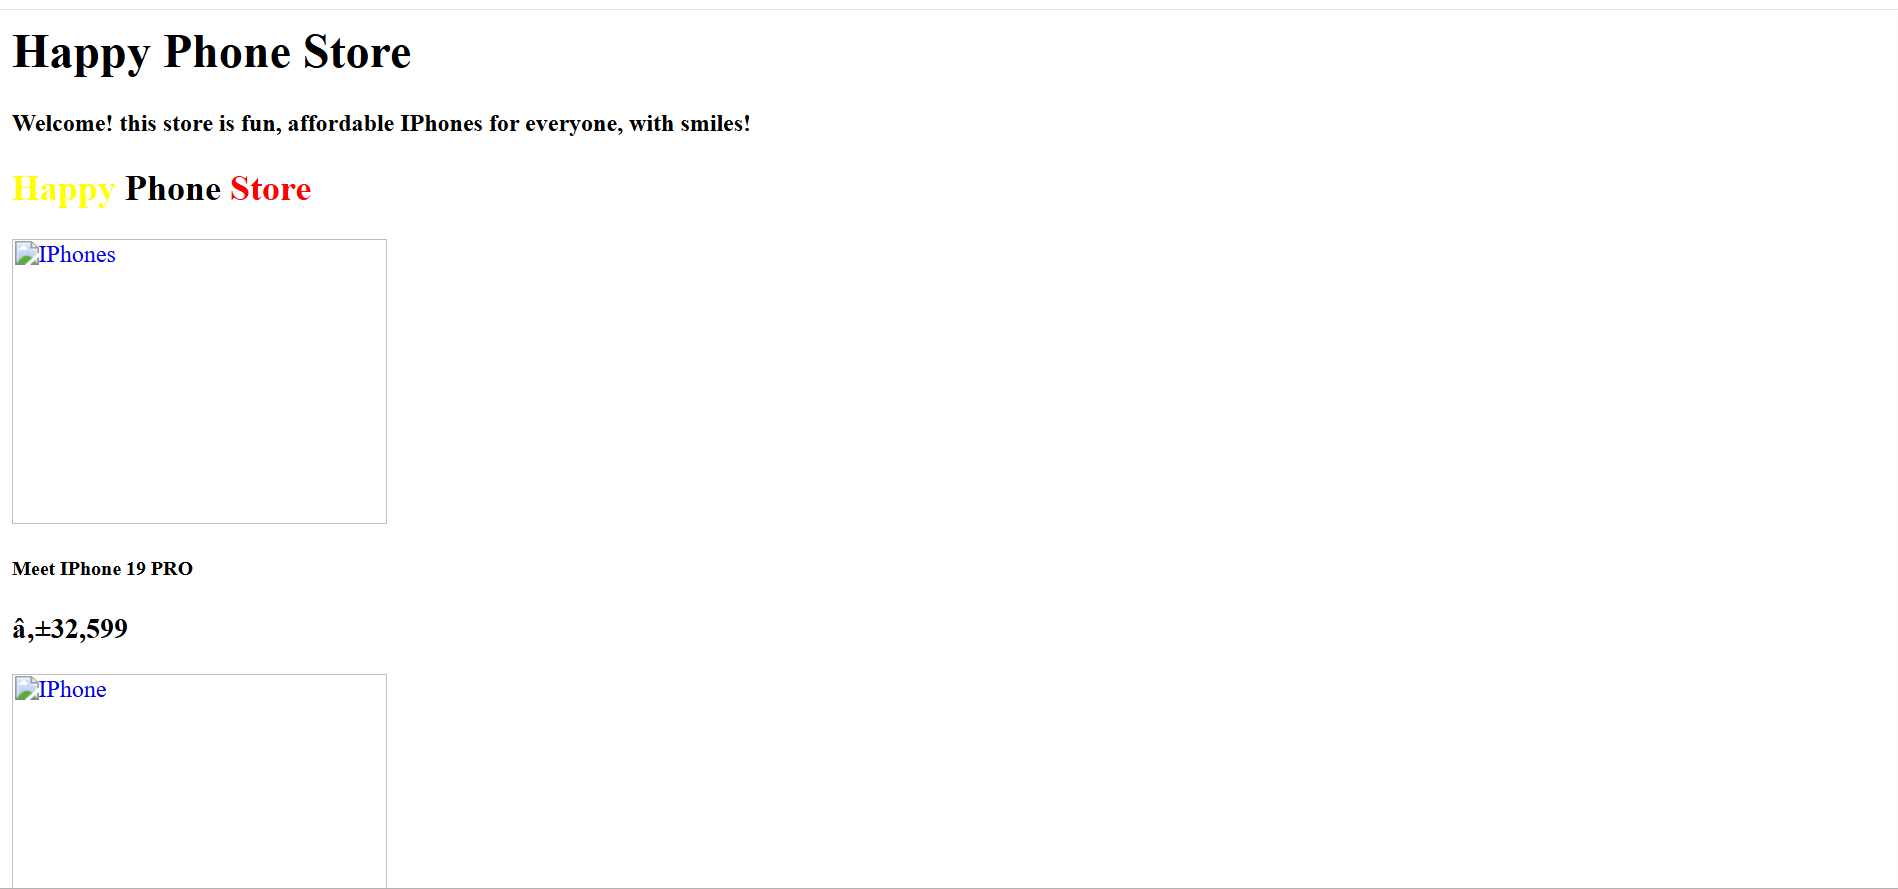 Happy Phone Store
Welcome! this store is fun, affordable IPhones for everyone, with smiles!
Happy Phone Store
IPhones
Meet IPhone 19 PRO
â‚±32,599
IPhone